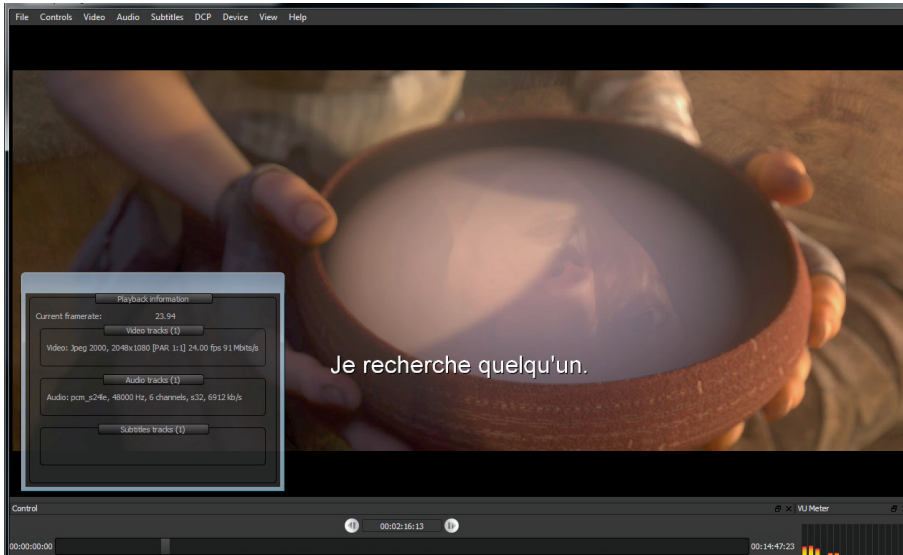 File Controls Video Audio Subtitles DCP Device View Help
Playback information
Current framerate: 23.94
Video tracks (1)
Video: Jpeg 2000, 2048x1080 [PAR 1:1] 24.00 fps 91 Mbits/s
Audio tracks (1)
Audio: pcm_s24le, 48000 Hz, 6 channels, s32, 6912 kb/s
Subtitles tracks (1)
Je recherche quelqu'un.
Control
VU Meter
00:02:16:13
00:00:00:00
00:14:47:23